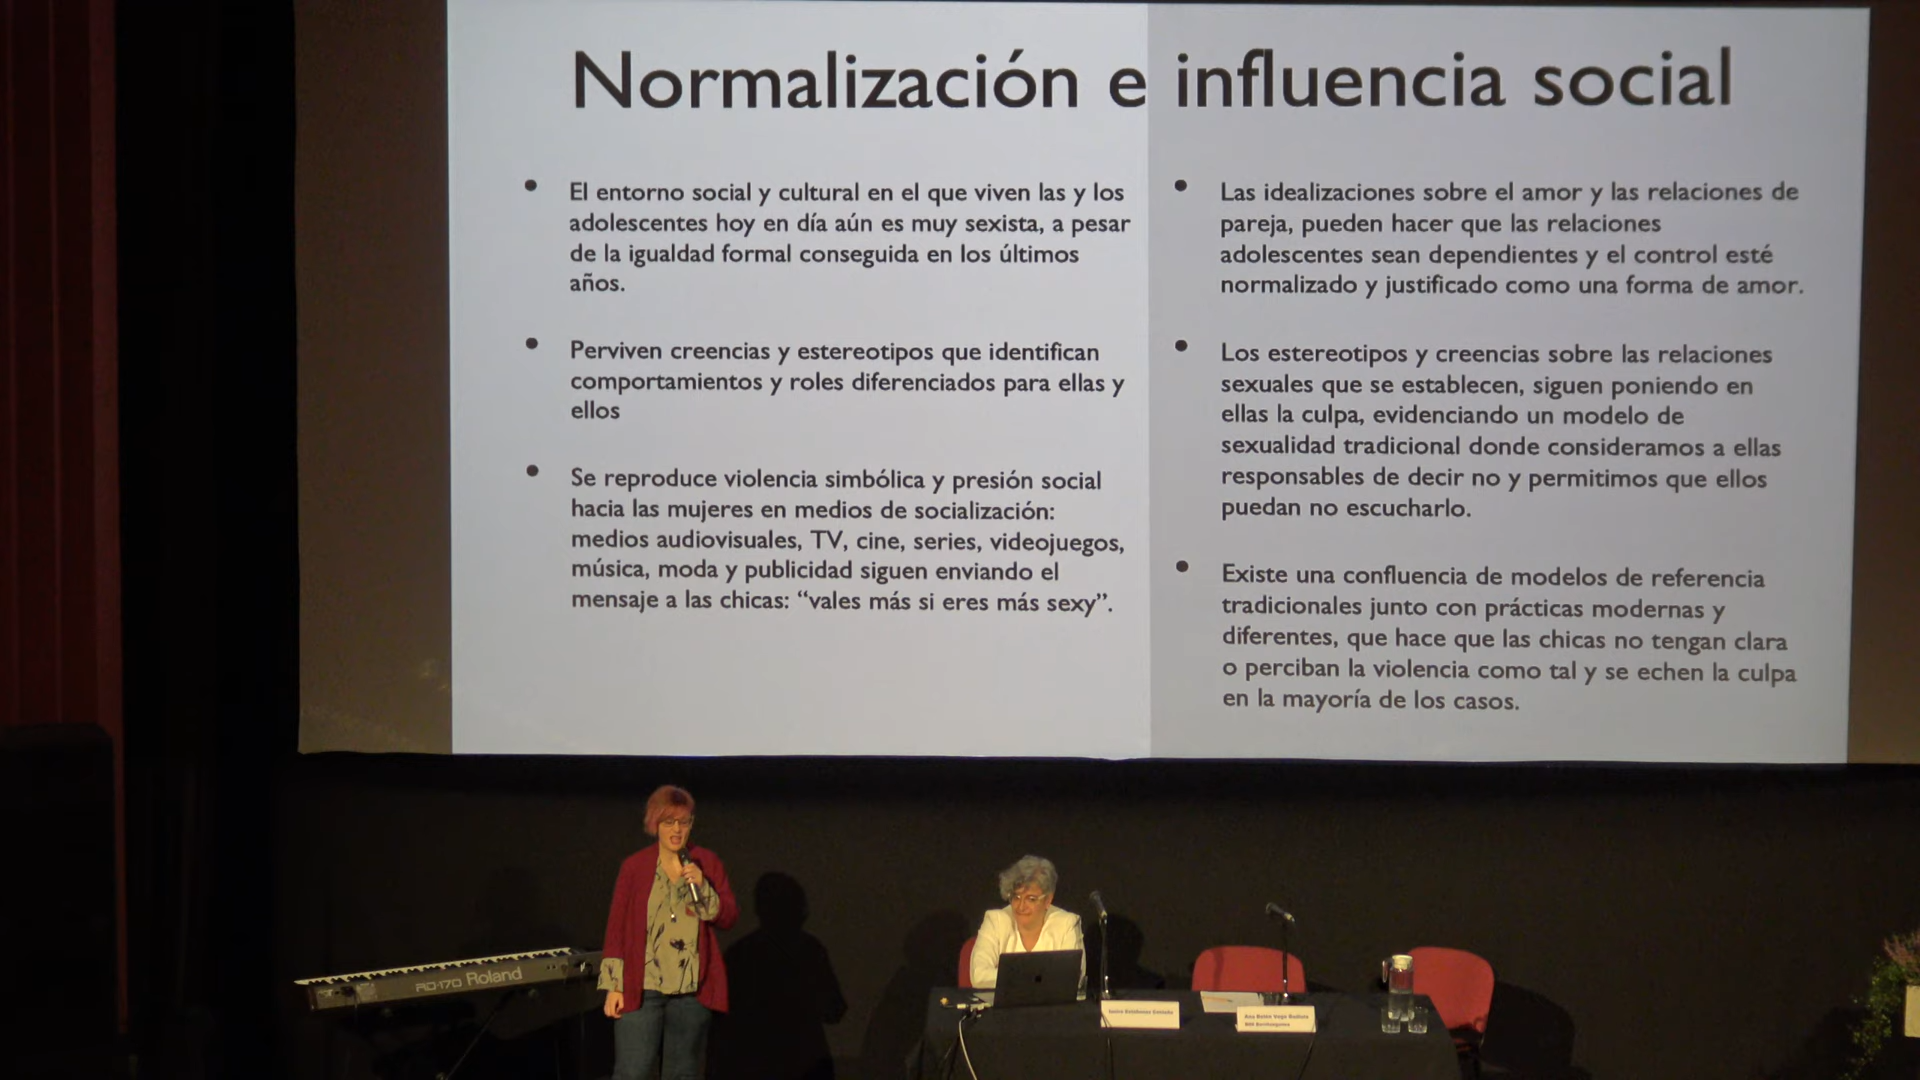 Normalización e influencia social
• El entorno social y cultural en el que viven las y los
adolescentes hoy en día aún es muy sexista, a pesar
de la igualdad formal conseguida en los últimos
años.
• Perviven creencias y estereotipos que identifican
comportamientos y roles diferenciados para ellas y
ellos
• Se reproduce violencia simbólica y presión social
hacia las mujeres en medios de socialización:
medios audiovisuales, TV, cine, series, videojuegos,
música, moda y publicidad siguen enviando el
mensaje a las chicas: “vales más si eres más sexy”.
• Las idealizaciones sobre el amor y las relaciones de
pareja, pueden hacer que las relaciones
adolescentes sean dependientes y el control esté
normalizado y justificado como una forma de amor.
• Los estereotipos y creencias sobre las relaciones
sexuales que se establecen, siguen poniendo en
ellas la culpa, evidenciando un modelo de
sexualidad tradicional donde consideramos a ellas
responsables de decir no y permitimos que ellos
puedan no escucharlo.
• Existe una confluencia de modelos de referencia
tradicionales junto con prácticas modernas y
diferentes, que hace que las chicas no tengan clara
o perciban la violencia como tal y se echen la culpa
en la mayoría de los casos.
RD-170 Roland
Ana Belén Vega